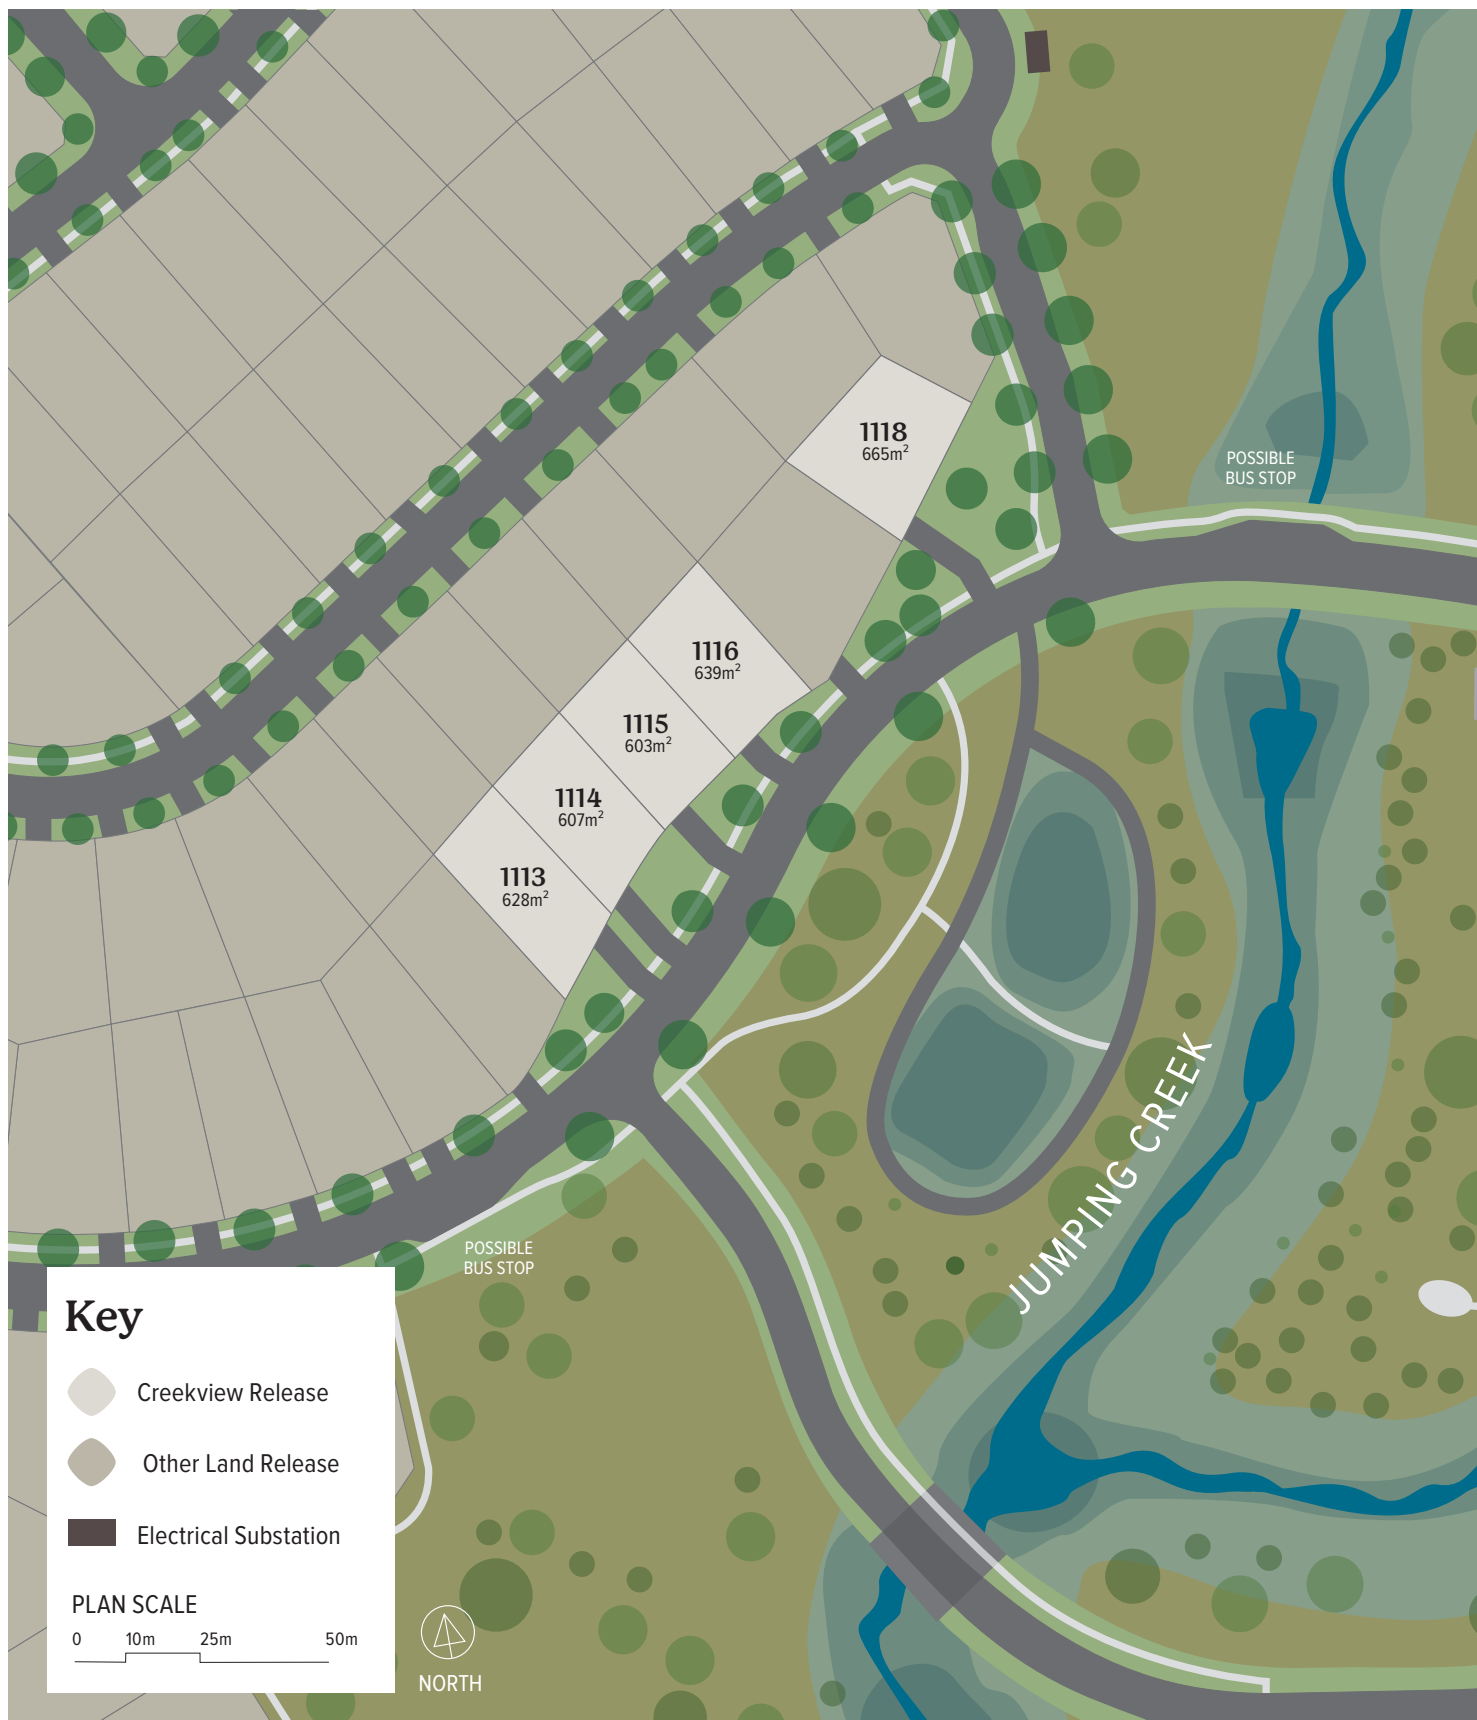 1118
665m²
POSSIBLE
BUS STOP
1116
639m²
1115
603m²
1114
607m²
1113
628m²
JUMPING CREEK
POSSIBLE
BUS STOP
Key
Creekview Release
Other Land Release
Electrical Substation
PLAN SCALE
0 10m 25m 50m
NORTH